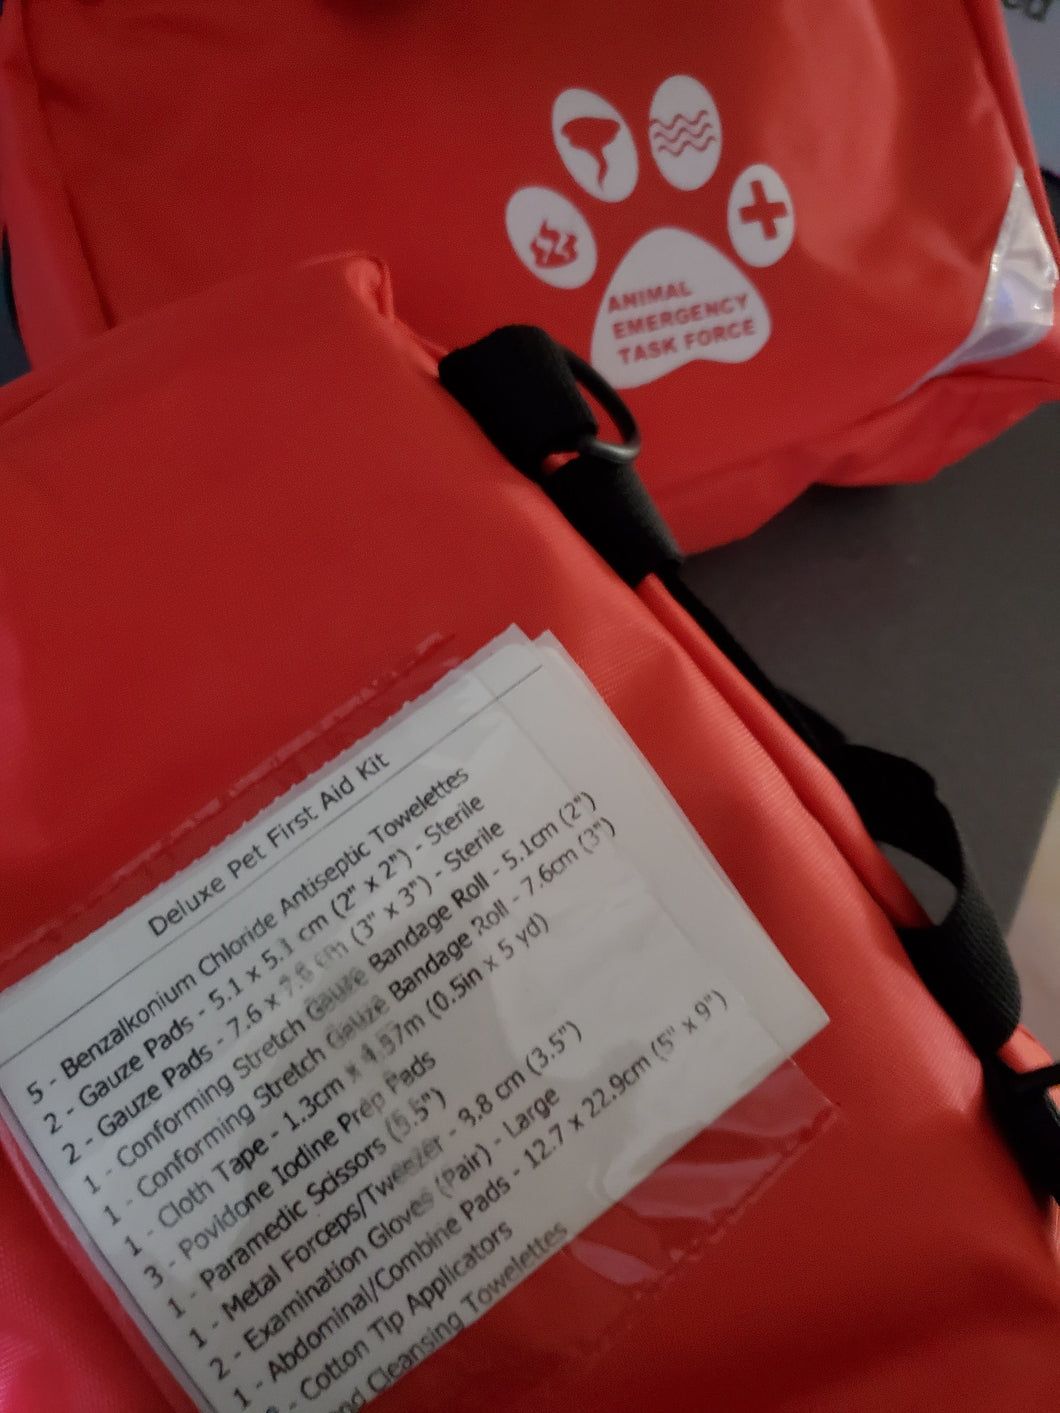 ANIMAL
EMERGENCY
TASK FORCE
Deluxe Pet First Aid Kit
5 - Benzalkonium Chloride Antiseptic Towelettes
2 - Gauze Pads - 5.1 x 5.1 cm (2" x 2") - Sterile
2 - Gauze Pads - 7.6 x 7.6 cm (3" x 3") - Sterile
1 - Conforming Stretch Gauze Bandage Roll - 5.1cm (2")
1 - Conforming Stretch Gauze Bandage Roll - 7.6cm (3")
1 - Cloth Tape - 1.3cm x 4.57m (0.5in x 5 yd)
3 - Povidone Iodine Prep Pads
1 - Paramedic Scissors (5.5")
1 - Metal Forceps/Tweezer - 3.8 cm (3.5")
2 - Examination Gloves (Pair) - Large
1 - Abdominal/Combine Pads - 12.7 x 22.9cm (5" x 9")
- Cotton Tip Applicators
Cleansing Towelettes